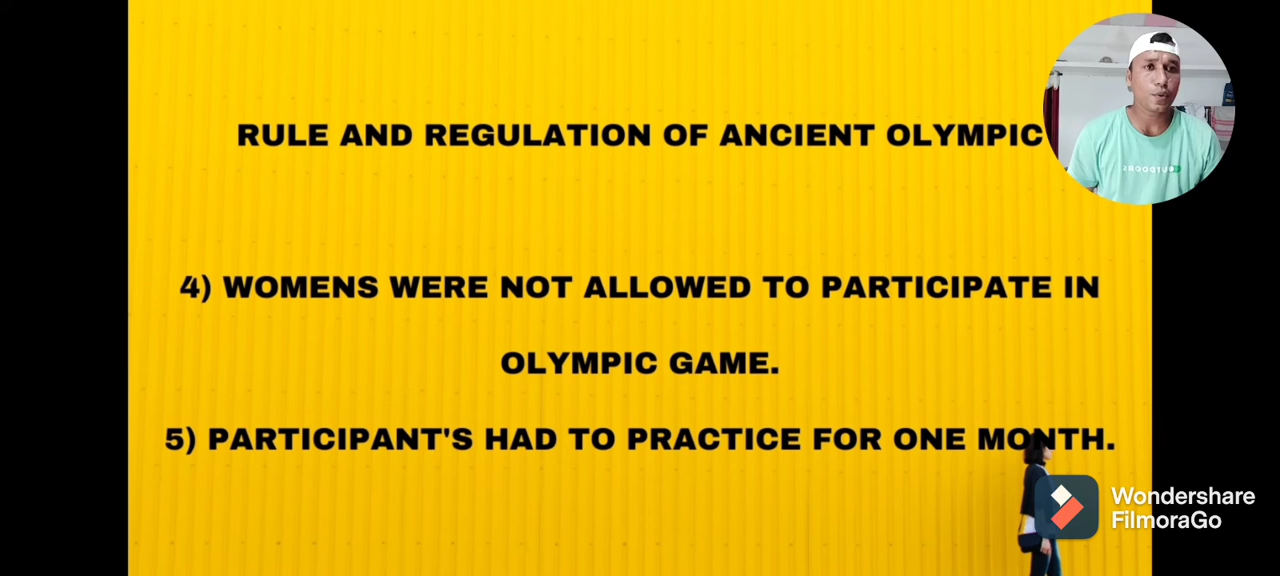 RULE AND REGULATION OF ANCIENT OLYMPIC
4) WOMENS WERE NOT ALLOWED TO PARTICIPATE IN
OLYMPIC GAME.
5) PARTICIPANT'S HAD TO PRACTICE FOR ONE MONTH.
Wondershare
FilmoraGo